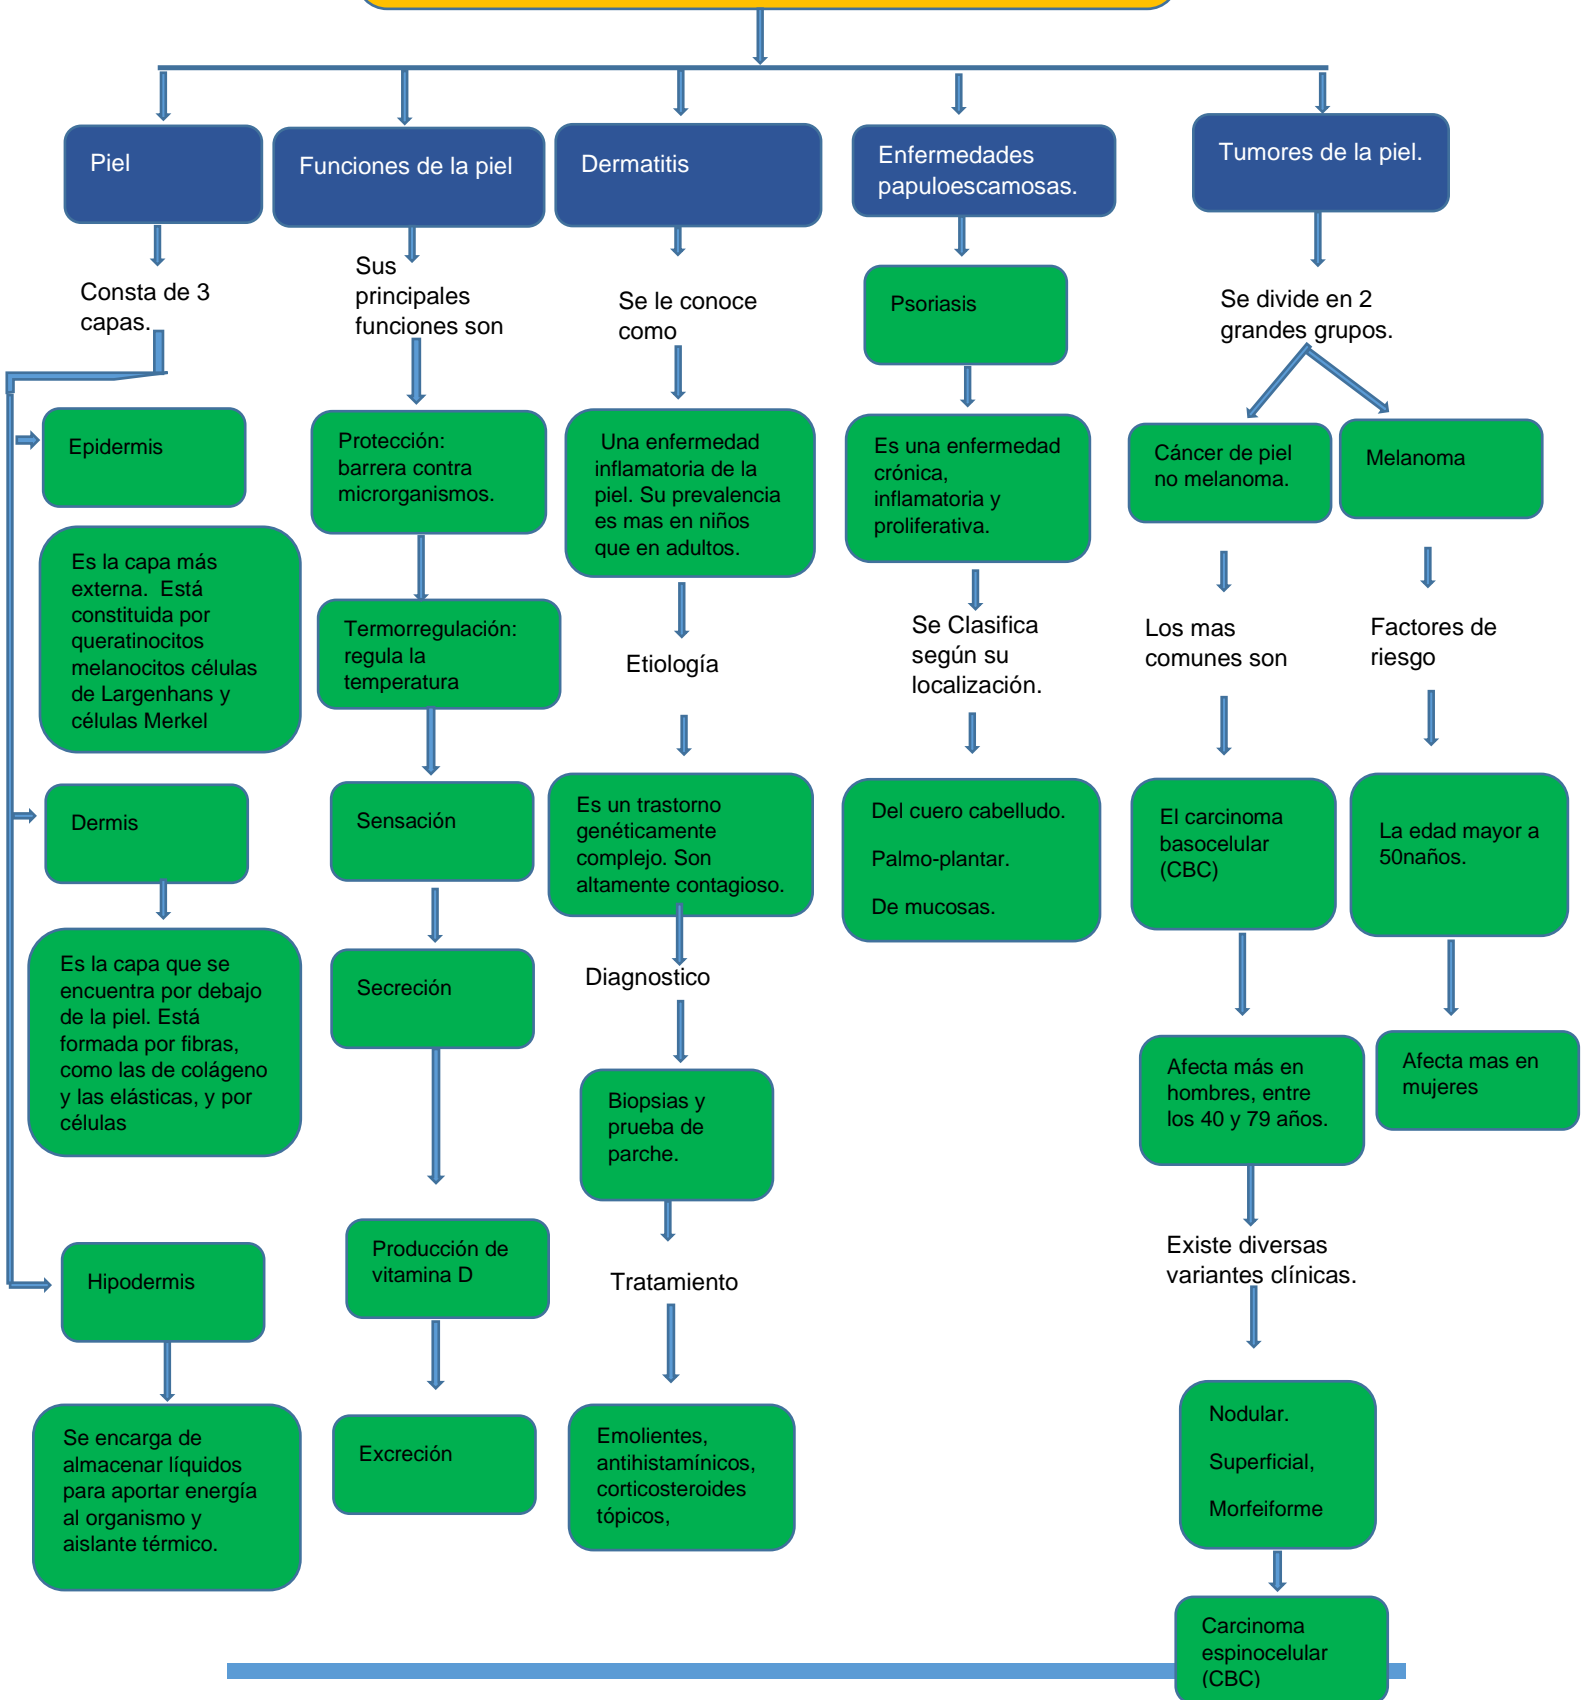 Piel
Consta de 3
capas.
Epidermis
Es la capa más
externa. Está
constituida por
queratinocitos
melanocitos células
de Largenhans y
células Merkel
Dermis
Es la capa que se
encuentra por debajo
de la piel. Está
formada por fibras,
como las de colágeno
y las elásticas, y por
células
Hipodermis
Se encarga de
almacenar líquidos
para aportar energía
al organismo y
aislante térmico.
Funciones de la piel
Sus
principales
funciones son
Protección:
barrera contra
microrganismos.
Termorregulación:
regula la
temperatura
Sensación
Secreción
Producción de
vitamina D
Excreción
Dermatitis
Se le conoce
como
Una enfermedad
inflamatoria de la
piel. Su prevalencia
es mas en niños
que en adultos.
Etiología
Es un trastorno
genéticamente
complejo. Son
altamente contagioso.
Diagnostico
Biopsias y
prueba de
parche.
Tratamiento
Emolientes,
antihistamínicos,
corticosteroides
tópicos,
Enfermedades
papuloescamosas.
Psoriasis
Es una enfermedad
crónica,
inflamatoria y
proliferativa.
Se Clasifica
según su
localización.
Del cuero cabelludo.
Palmo-plantar.
De mucosas.
Tumores de la piel.
Se divide en 2
grandes grupos.
Cáncer de piel
no melanoma.
Los mas
comunes son
El carcinoma
basocelular
(CBC)
Afecta más en
hombres, entre
los 40 y 79 años.
Existe diversas
variantes clínicas.
Nodular.
Superficial,
Morfeiforme
Carcinoma
espinocelular
(CBC)
Melanoma
Factores de
riesgo
La edad mayor a
50naños.
Afecta mas en
mujeres